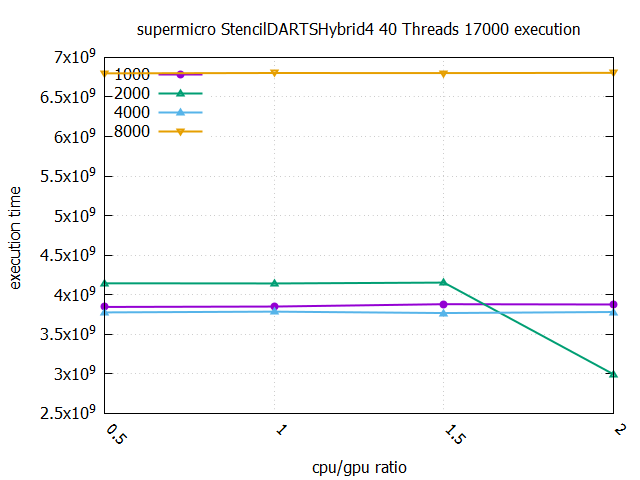 supermicro StencilDARTSHybrid4 40 Threads 17000 execution
7x10^9
6.5x10^9
6x10^9
5.5x10^9
5x10^9
4.5x10^9
4x10^9
3.5x10^9
3x10^9
2.5x10^9
execution time
1000
2000
4000
8000
0.5
1
1.5
2
cpu/gpu ratio